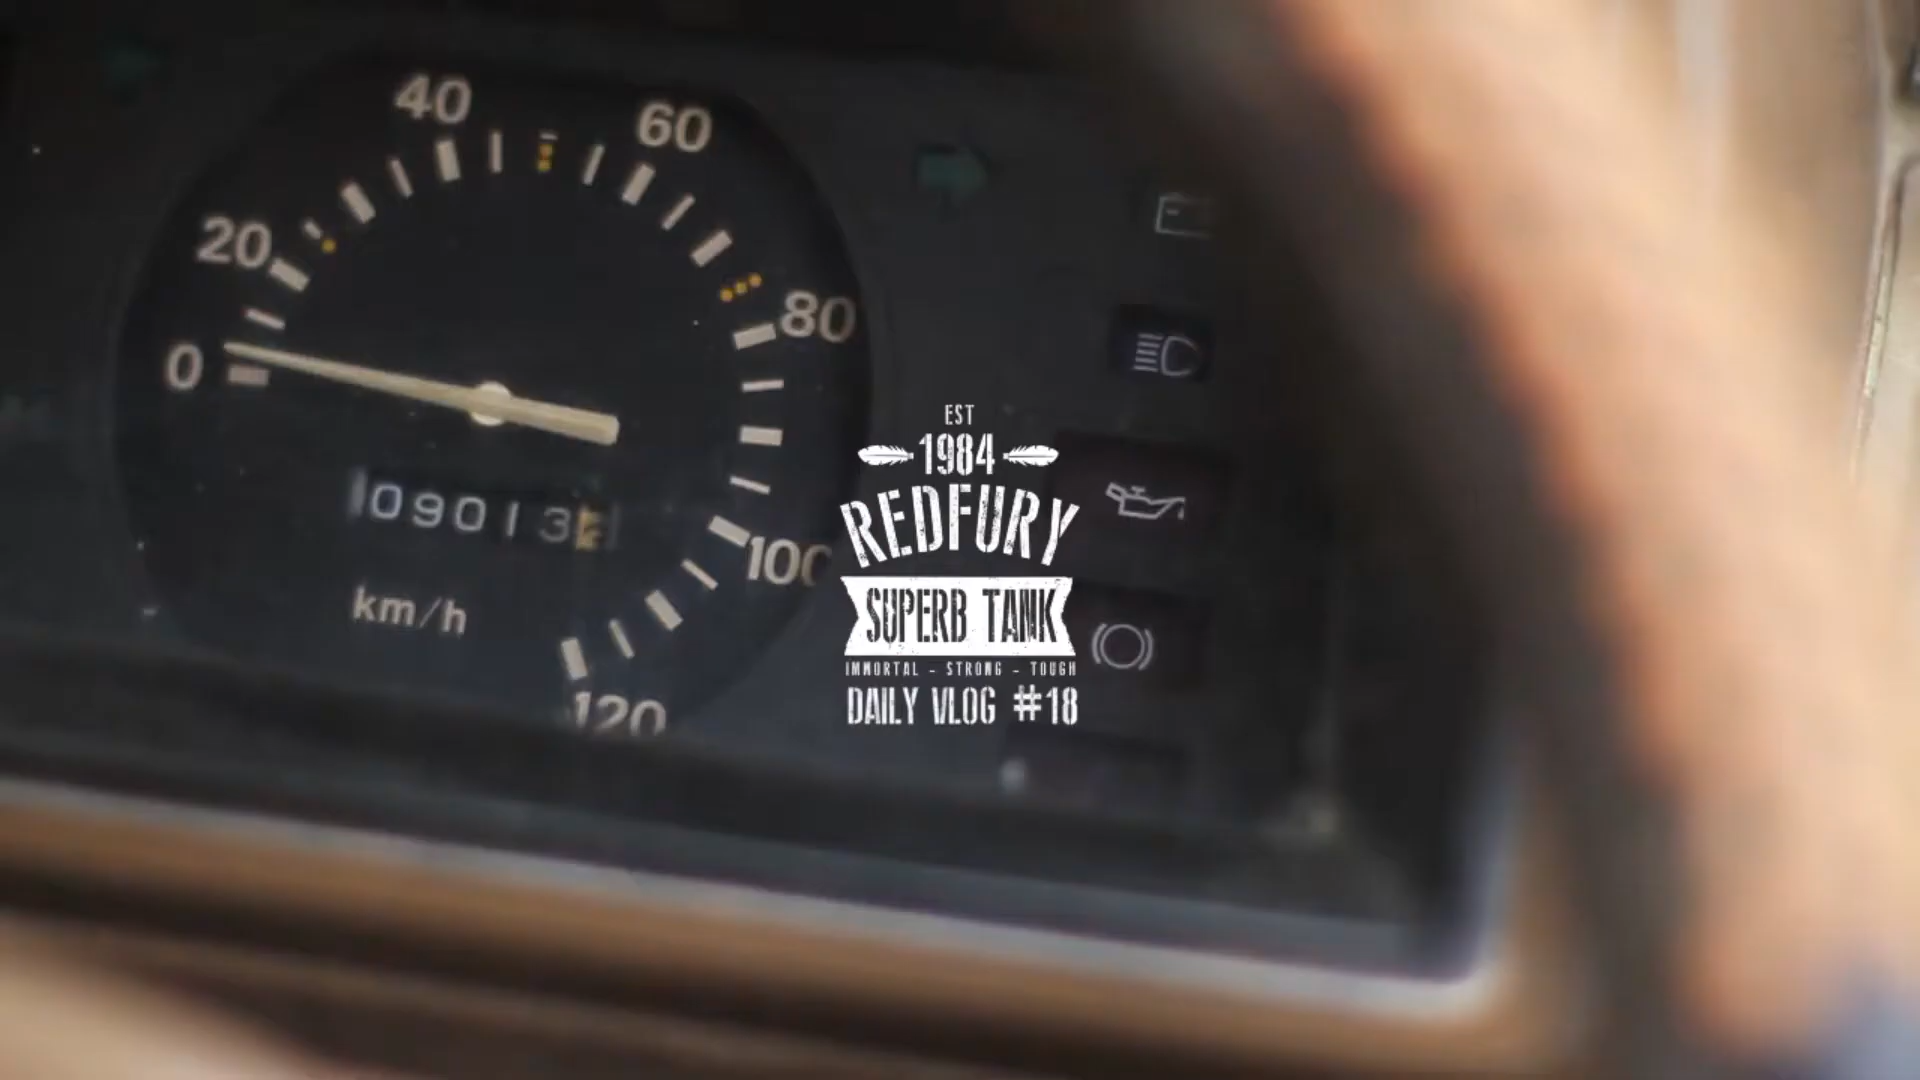 40
60
20
80
0
EST
1984
REDFURY
09013
100
SUPERB TANK
km/h
IMMORTAL - STRONG - TOUGH
DAILY VLOG #18
120